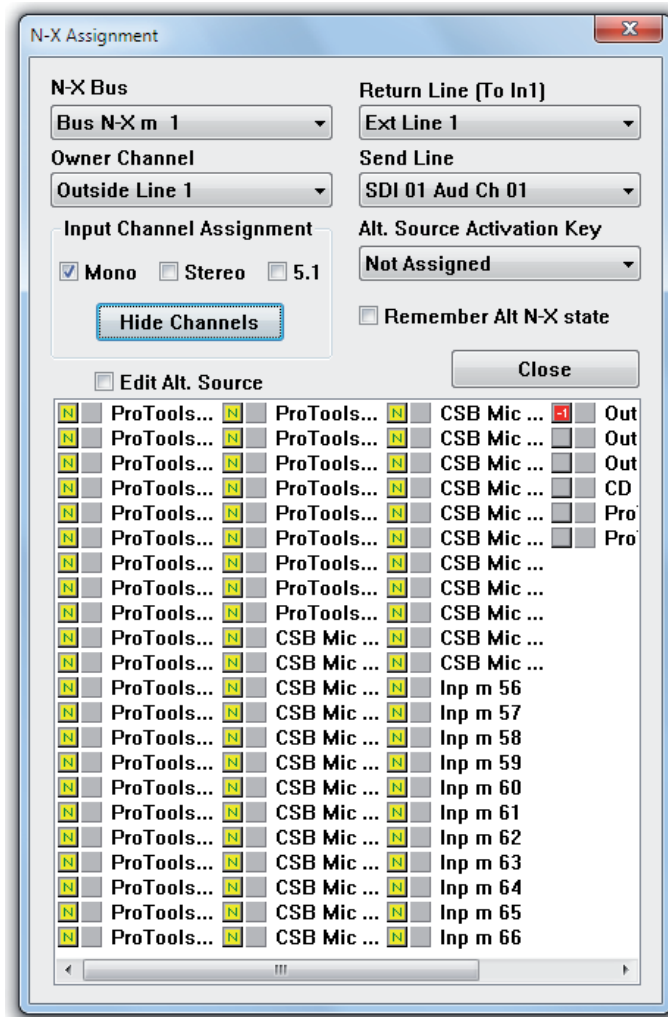 N-X Assignment
x
N-X Bus
Bus N-X m 1
Owner Channel
Outside Line 1
Input Channel Assignment
Mono Stereo 5.1
Hide Channels
Return Line (To In1)
Ext Line 1
Send Line
SDI 01 Aud Ch 01
Alt. Source Activation Key
Not Assigned
Remember Alt N-X state
Close
Edit Alt. Source
N ProTools... N ProTools... N CSB Mic ... -1 Out
N ProTools... N ProTools... N CSB Mic ... Out
N ProTools... N ProTools... N CSB Mic ... Out
N ProTools... N ProTools... N CSB Mic ... CD
N ProTools... N ProTools... N CSB Mic ... Pro
N ProTools... N ProTools... N CSB Mic ... Pro
N ProTools... N ProTools... N CSB Mic ...
N ProTools... N ProTools... N CSB Mic ...
N ProTools... N ProTools... N CSB Mic ...
N ProTools... N CSB Mic ... N CSB Mic ...
N ProTools... N CSB Mic ... N CSB Mic ...
N ProTools... N CSB Mic ... N Inp m 56
N ProTools... N CSB Mic ... N Inp m 57
N ProTools... N CSB Mic ... N Inp m 58
N ProTools... N CSB Mic ... N Inp m 59
N ProTools... N CSB Mic ... N Inp m 60
N ProTools... N CSB Mic ... N Inp m 61
N ProTools... N CSB Mic ... N Inp m 62
N ProTools... N CSB Mic ... N Inp m 63
N ProTools... N CSB Mic ... N Inp m 64
N ProTools... N CSB Mic ... N Inp m 65
N ProTools... N CSB Mic ... N Inp m 66